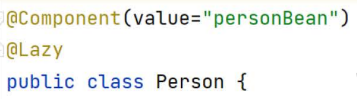 @Component(value="personBean")
@Lazy
public class Person {